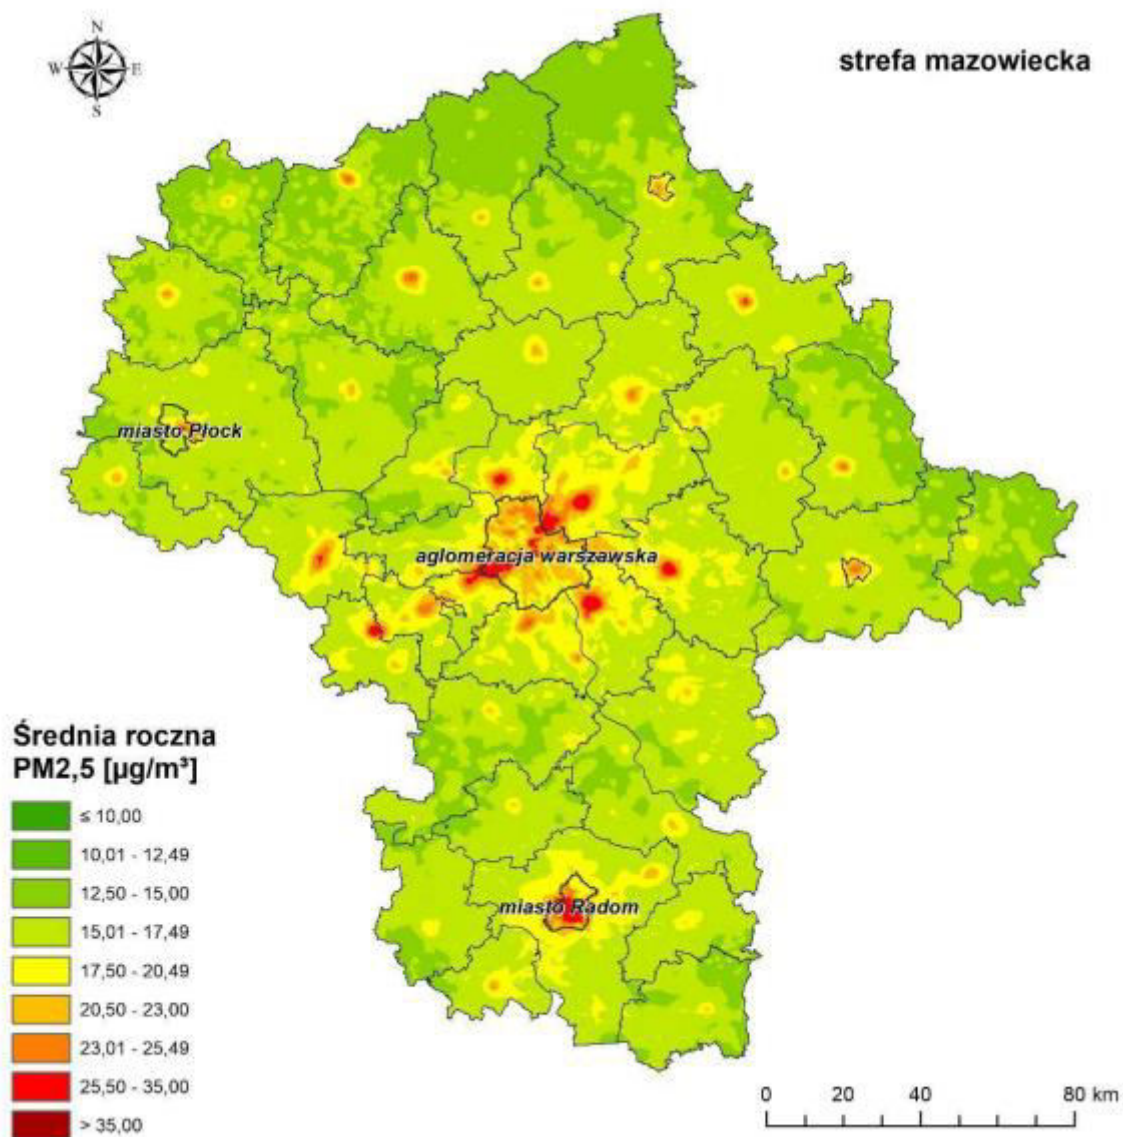 N
W E
S
strefa mazowiecka
miasto Płock
aglomeracja warszawska
miasto Radom
Średnia roczna
PM2,5 [µg/m³]
≤ 10,00
10,01 - 12,49
12,50 - 15,00
15,01 - 17,49
17,50 - 20,49
20,50 - 23,00
23,01 - 25,49
25,50 - 35,00
> 35,00
0 20 40 80 km